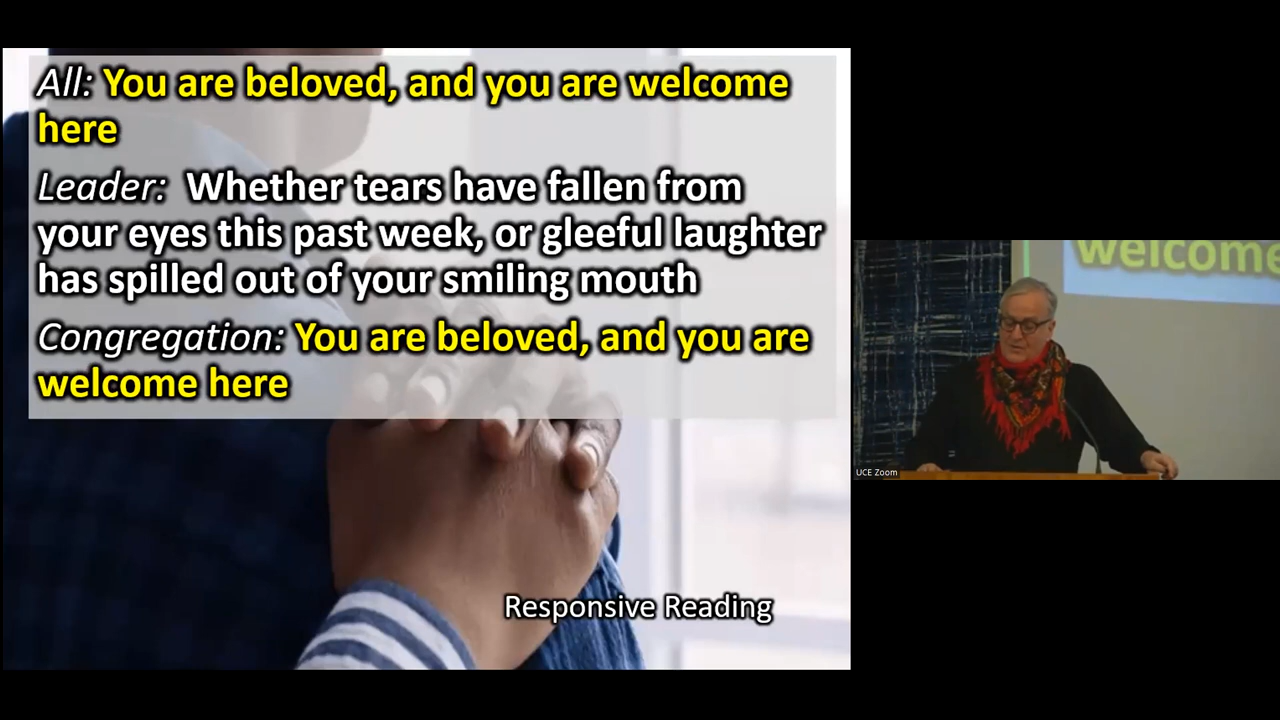 All: You are beloved, and you are welcome
here
Leader: Whether tears have fallen from
your eyes this past week, or gleeful laughter
has spilled out of your smiling mouth
Congregation: You are beloved, and you are
welcome here
Responsive Reading
welcome
UCE Zoom